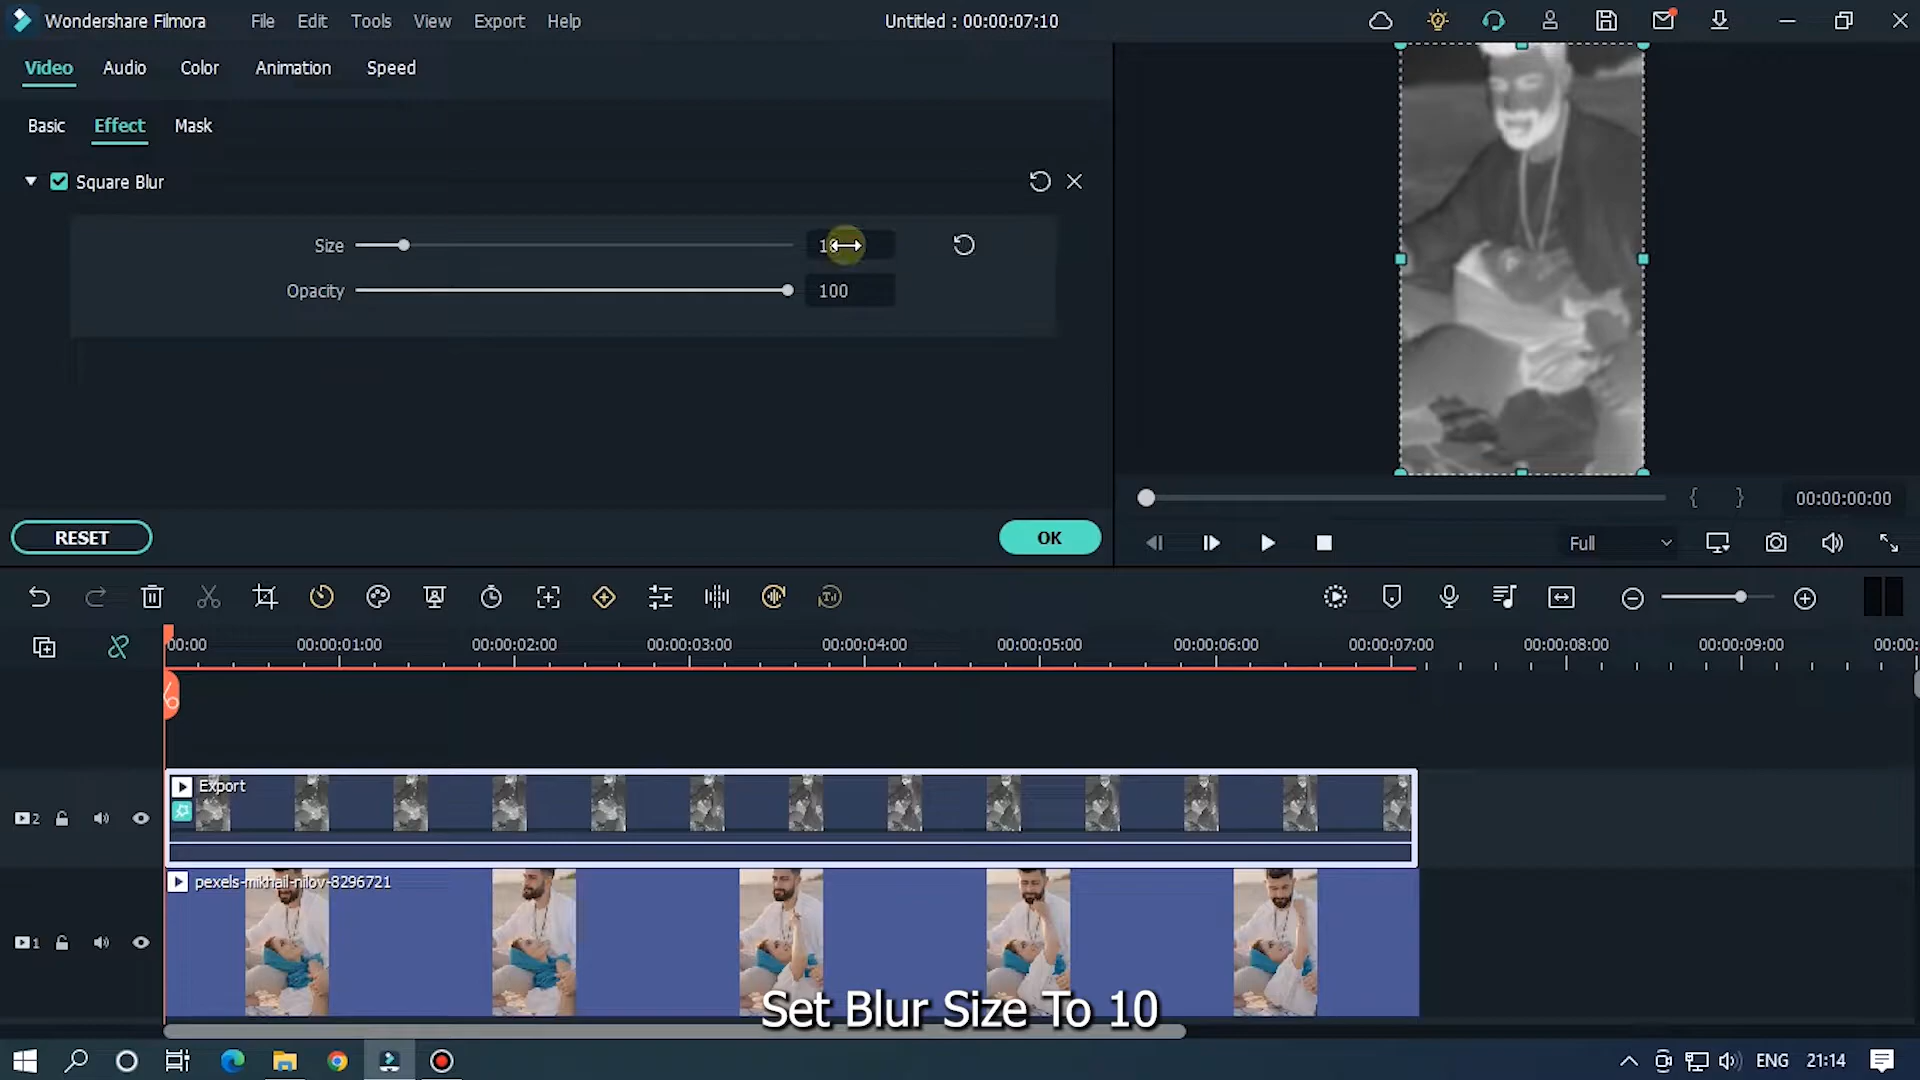 Wondershare Filmora File Edit Tools View Export Help Untitled : 00:00:07:10
Video Audio Color Animation Speed
Basic Effect Mask
Square Blur
Size
Opacity 100
00:00:00:00
RESET OK Full
00:00 00:00:01:00 00:00:02:00 00:00:03:00 00:00:04:00 00:00:05:00 00:00:06:00 00:00:07:00 00:00:08:00 00:00:09:00 00:00:
Export
2
pexels-mikhail-nilov-8296721
1
Set Blur Size To 10
ENG 21:14